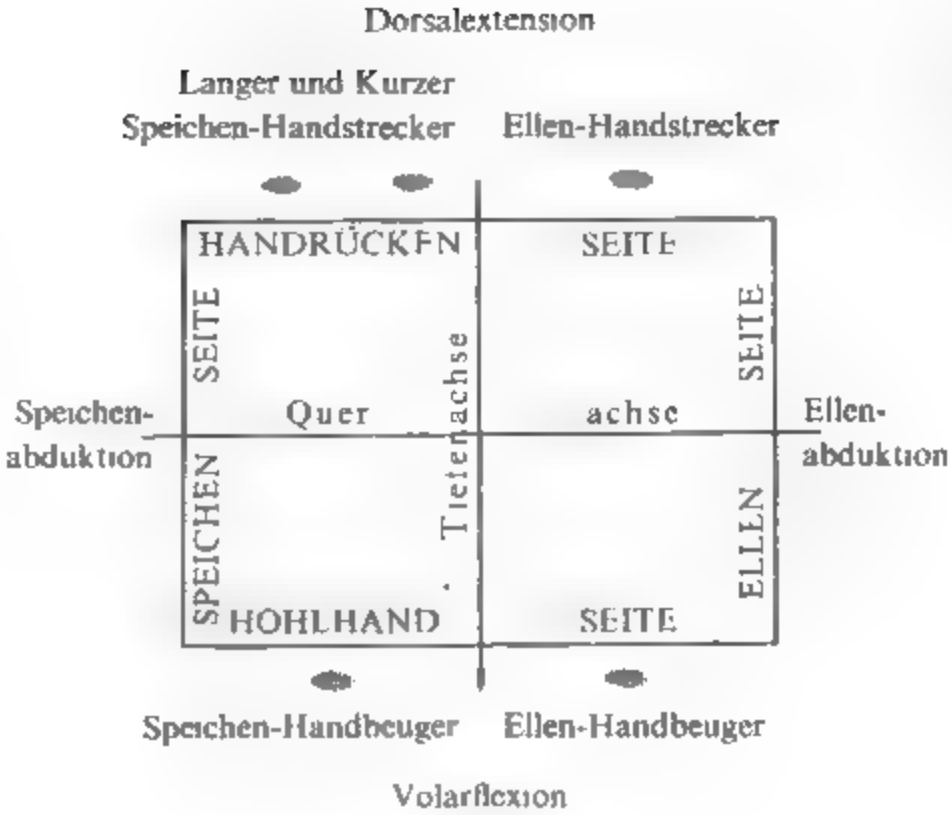 Dorsalextension
Langer und Kurzer
Speichen-Handstrecker
Ellen-Handstrecker
HANDRÜCKEN SEITE
SEITE
SEITE
Tiefenachse
Speichen-
abduktion
Quer achse
Ellen-
abduktion
SPEICHEN
ELLEN
HOHLHAND SEITE
Speichen-Handbeuger
Ellen-Handbeuger
Volarflexion